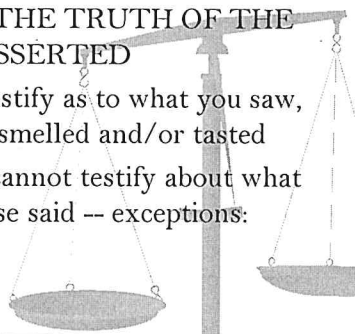 THE TRUTH OF THE
SSERTED
stify as to what you saw,
smelled and/or tasted
cannot testify about what
se said -- exceptions: